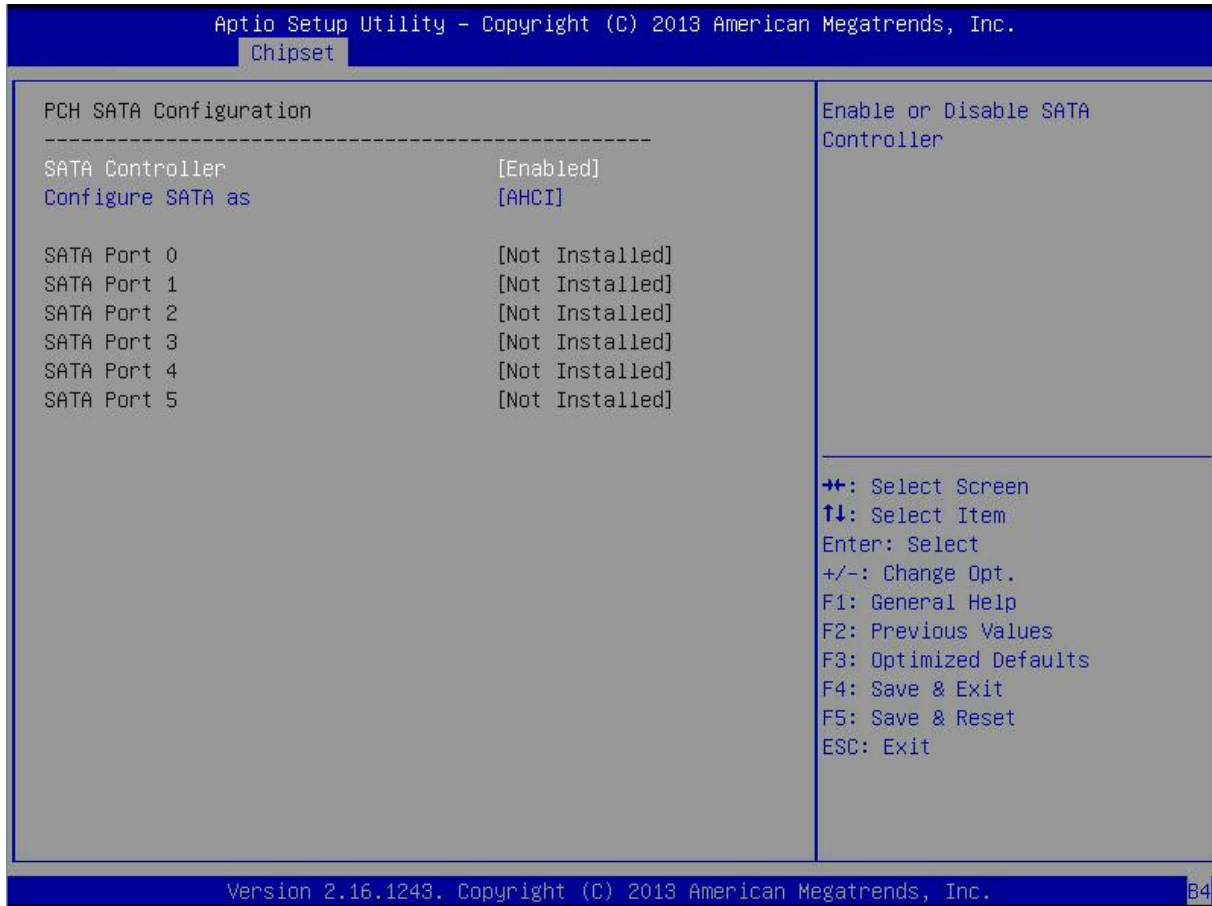 Aptio Setup Utility – Copyright (C) 2013 American Megatrends, Inc.
Chipset
PCH SATA Configuration
--------------------------------------------------
SATA Controller [Enabled]
Configure SATA as [AHCI]
SATA Port 0 [Not Installed]
SATA Port 1 [Not Installed]
SATA Port 2 [Not Installed]
SATA Port 3 [Not Installed]
SATA Port 4 [Not Installed]
SATA Port 5 [Not Installed]
Enable or Disable SATA
Controller
→←: Select Screen
↑↓: Select Item
Enter: Select
+/-: Change Opt.
F1: General Help
F2: Previous Values
F3: Optimized Defaults
F4: Save & Exit
F5: Save & Reset
ESC: Exit
Version 2.16.1243. Copyright (C) 2013 American Megatrends, Inc.
B4